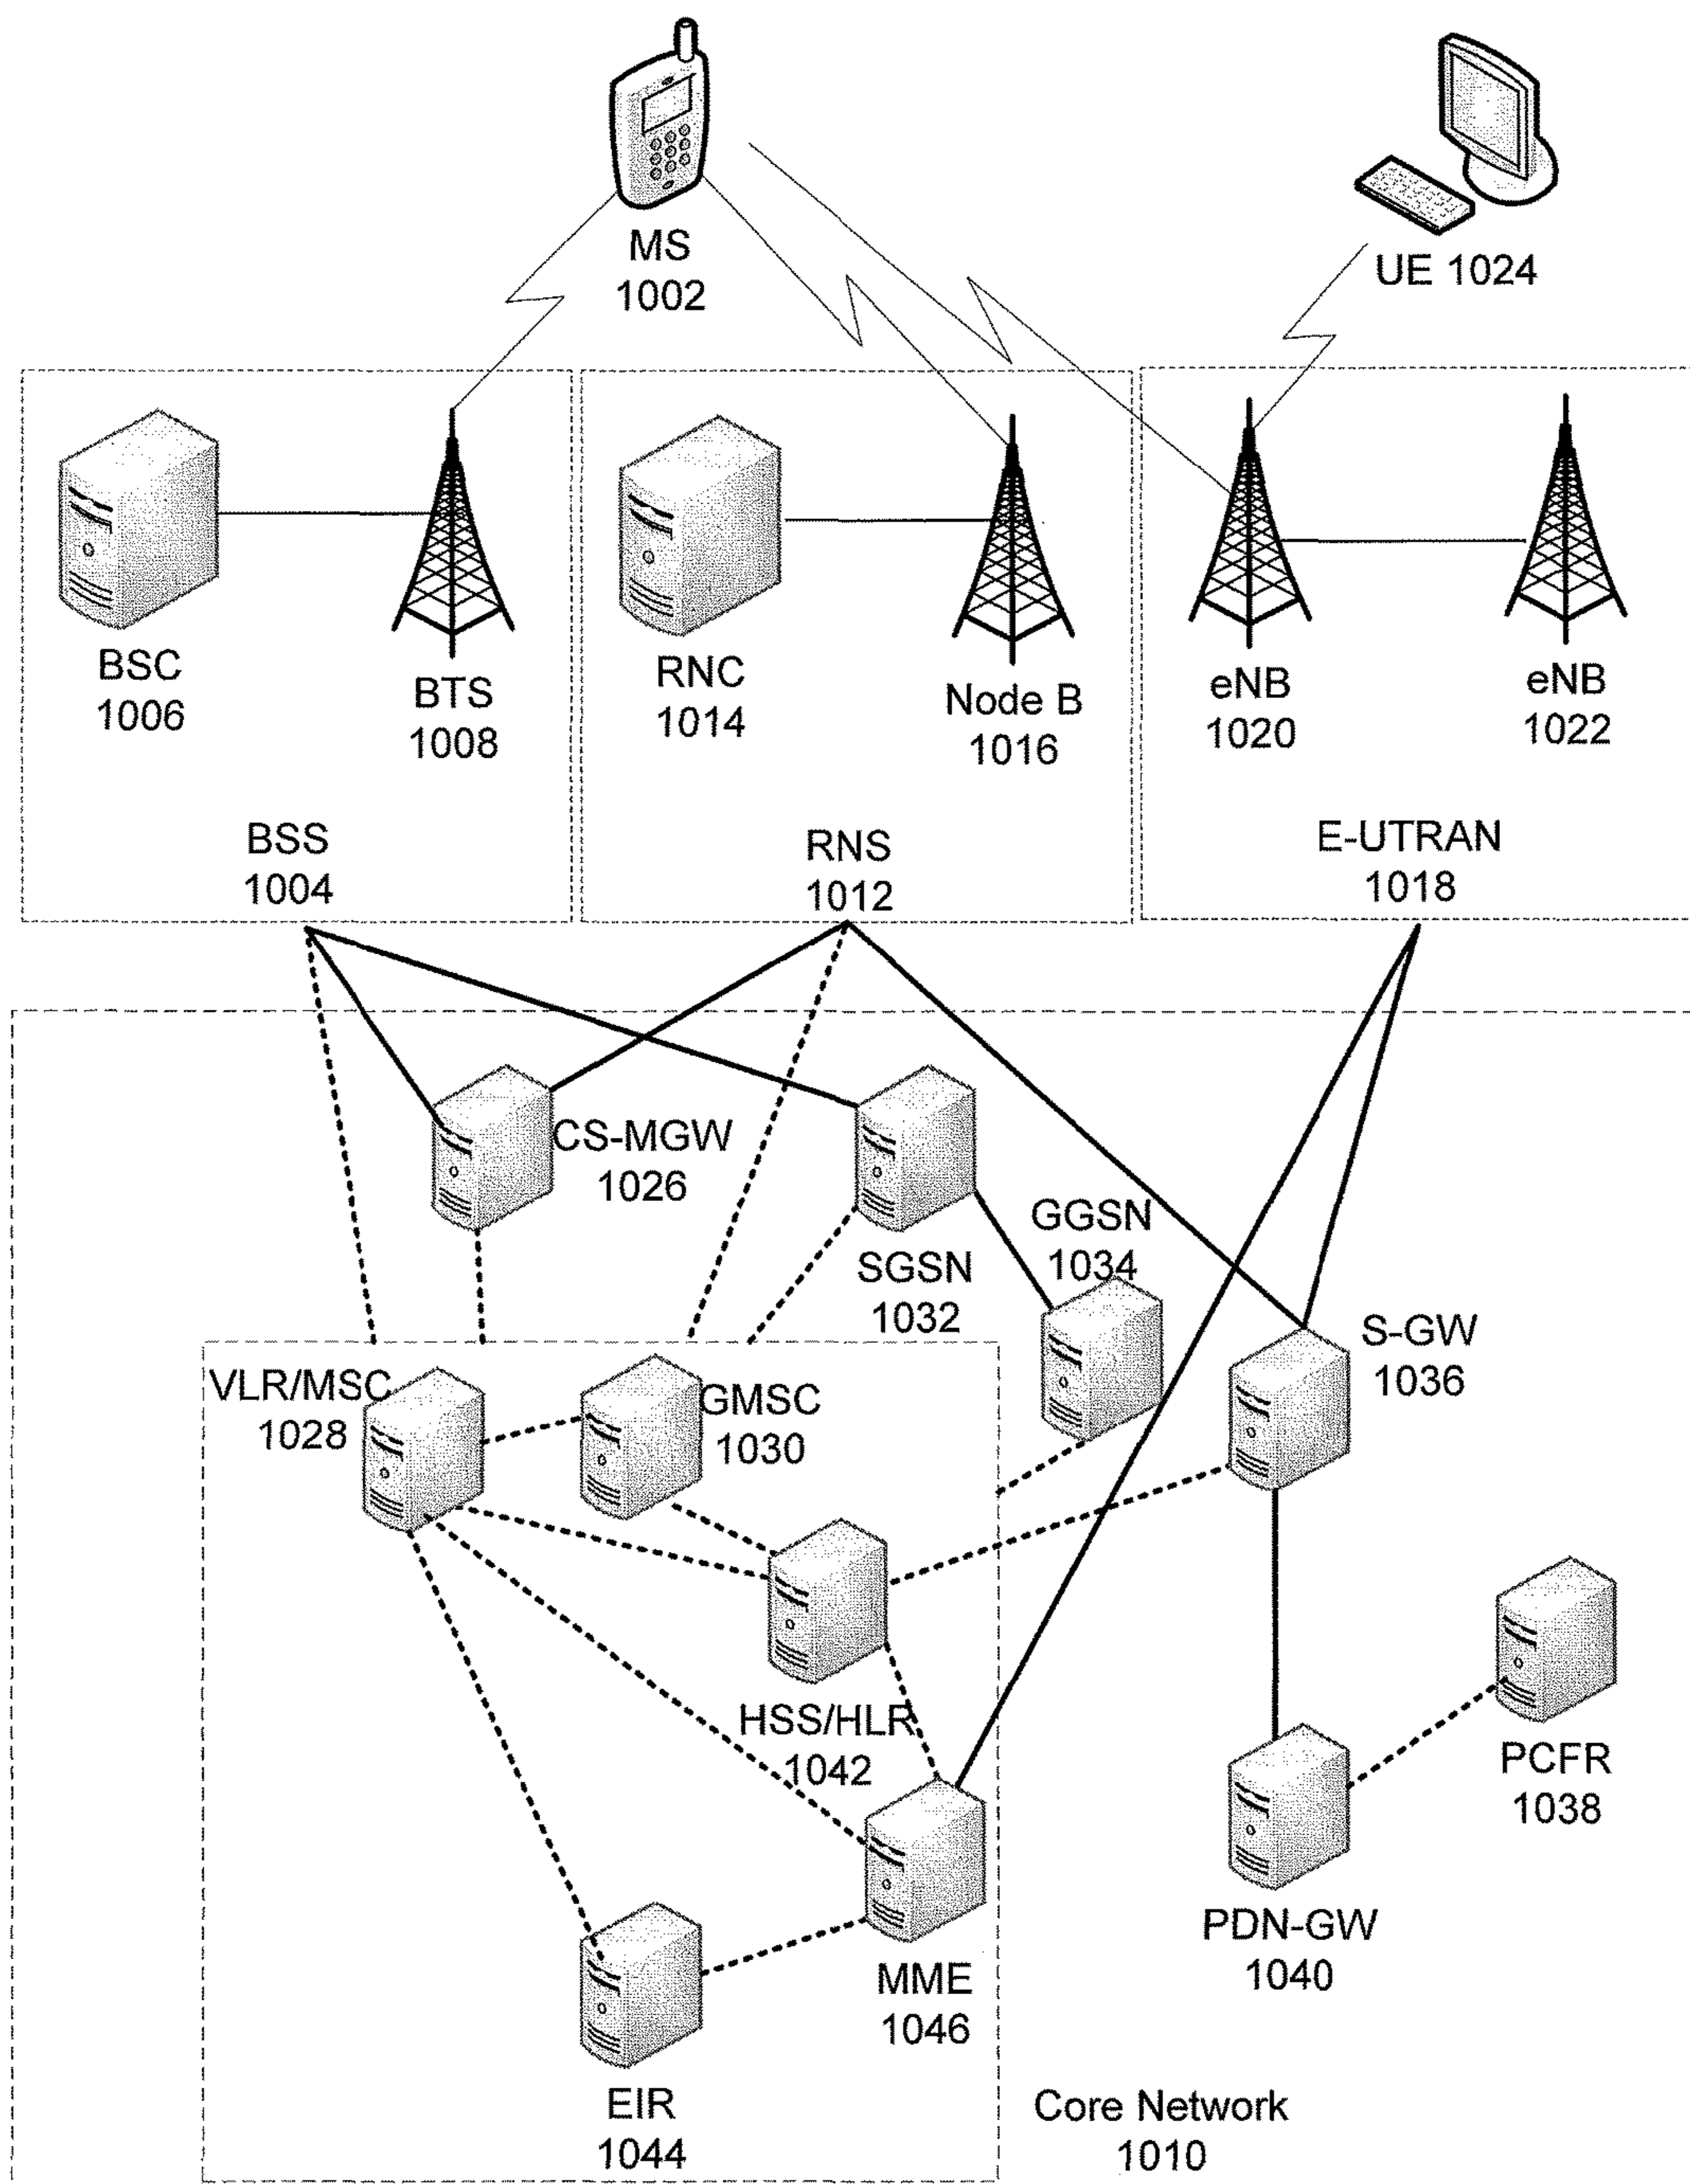 MS
1002
UE 1024
BSC
1006
BTS
1008
RNC
1014
Node B
1016
eNB
1020
eNB
1022
BSS
1004
RNS
1012
E-UTRAN
1018
CS-MGW
1026
SGSN
1032
GGSN
1034
S-GW
1036
VLR/MSC
1028
GMSC
1030
HSS/HLR
1042
PCFR
1038
PDN-GW
1040
MME
1046
EIR
1044
Core Network
1010